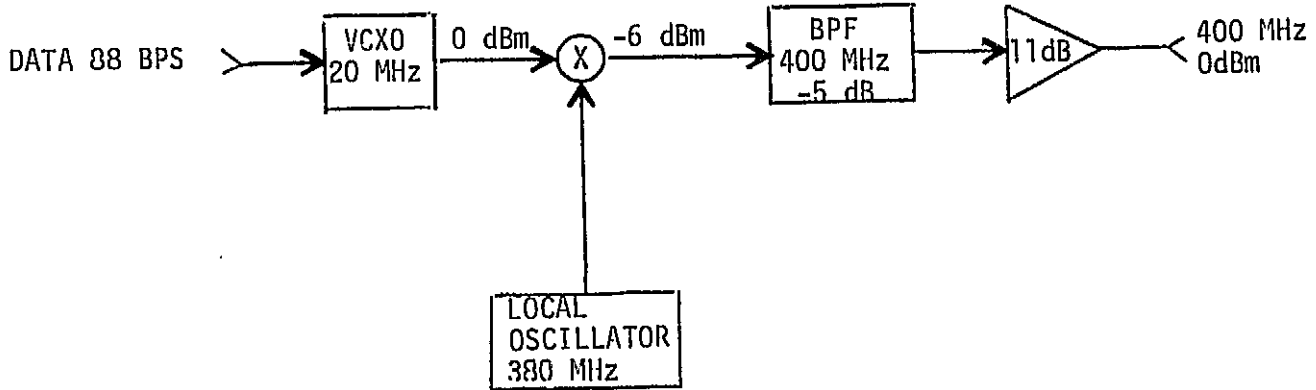 DATA 88 BPS
VCXO
20 MHz
0 dBm
X
-6 dBm
BPF
400 MHz
-5 dB
11dB
400 MHz
0dBm
LOCAL
OSCILLATOR
380 MHz